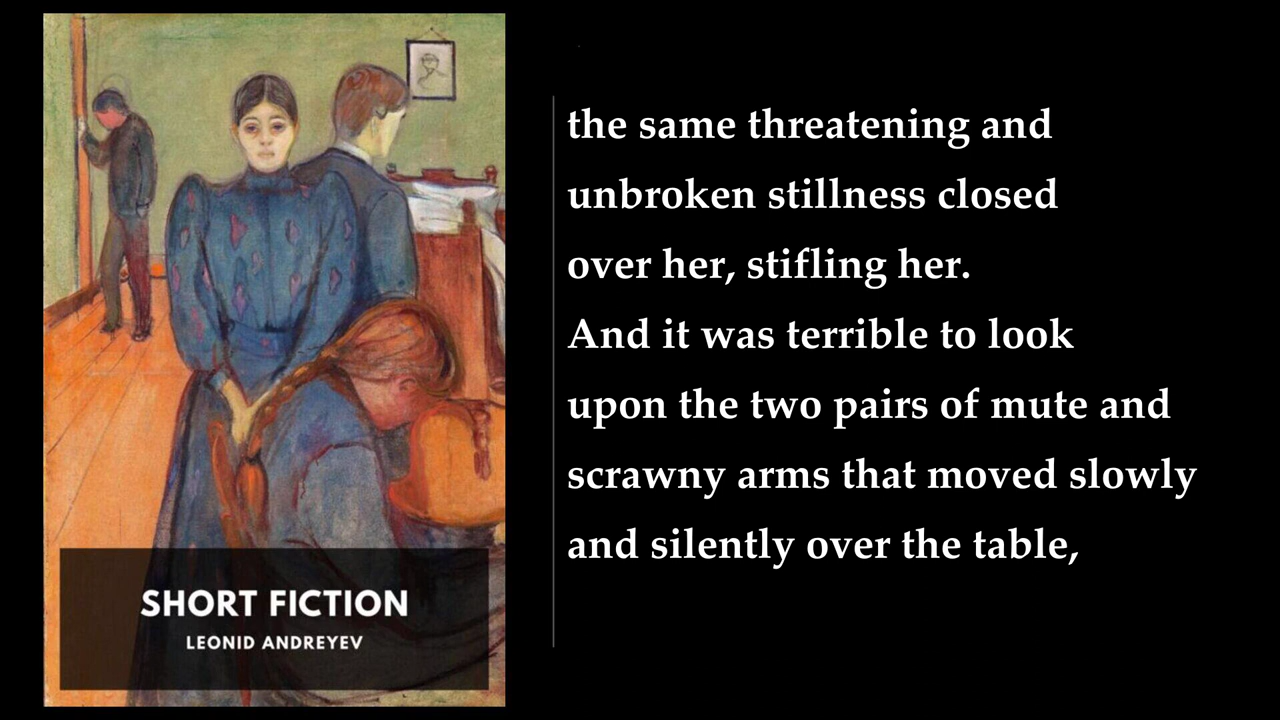 the same threatening and
unbroken stillness closed
over her, stifling her.
And it was terrible to look
upon the two pairs of mute and
scrawny arms that moved slowly
and silently over the table,
SHORT FICTION
LEONID ANDREYEV